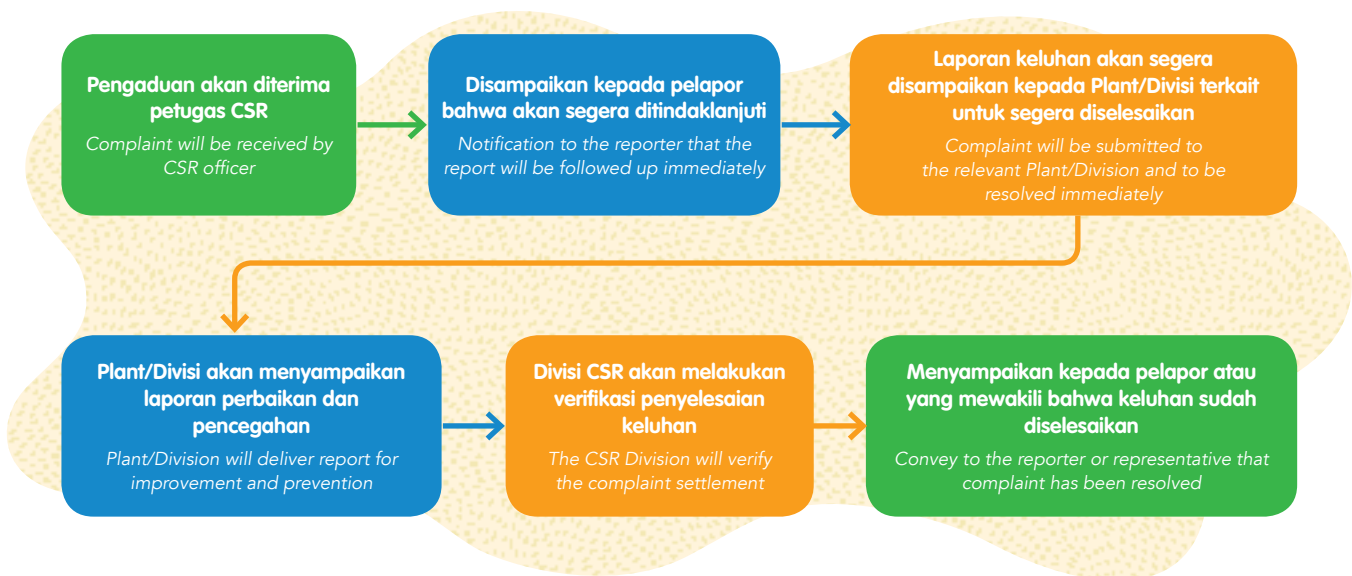 Pengaduan akan diterima
petugas CSR
Complaint will be received by
CSR officer
Disampaikan kepada pelapor
bahwa akan segera ditindaklanjuti
Notification to the reporter that the
report will be followed up immediately
Laporan keluhan akan segera
disampaikan kepada Plant/Divisi terkait
untuk segera diselesaikan
Complaint will be submitted to
the relevant Plant/Division and to be
resolved immediately
Plant/Divisi akan menyampaikan
laporan perbaikan dan
pencegahan
Plant/Division will deliver report for
improvement and prevention
Divisi CSR akan melakukan
verifikasi penyelesaian
keluhan
The CSR Division will verify
the complaint settlement
Menyampaikan kepada pelapor atau
yang mewakili bahwa keluhan sudah
diselesaikan
Convey to the reporter or representative that
complaint has been resolved